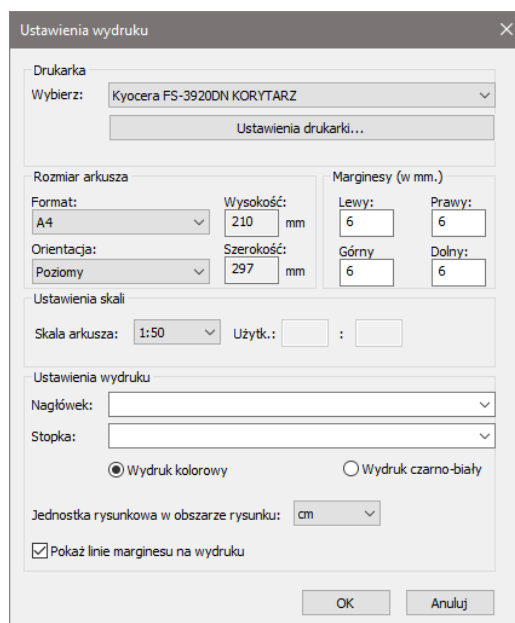 Ustawienia wydruku
Drukarka
Wybierz: Kyocera FS-3920DN KORYTARZ
Ustawienia drukarki...
Rozmiar arkusza
Format: Wysokość:
A4 210 mm
Orientacja: Szerokość:
Poziomy 297 mm
Marginesy (w mm.)
Lewy: Prawy:
6 6
Górny Dolny:
6 6
Ustawienia skali
Skala arkusza: 1:50 Użytk.: :
Ustawienia wydruku
Nagłówek:
Stopka:
Wydruk kolorowy Wydruk czarno-biały
Jednostka rysunkowa w obszarze rysunku: cm
Pokaż linie marginesu na wydruku
OK Anuluj